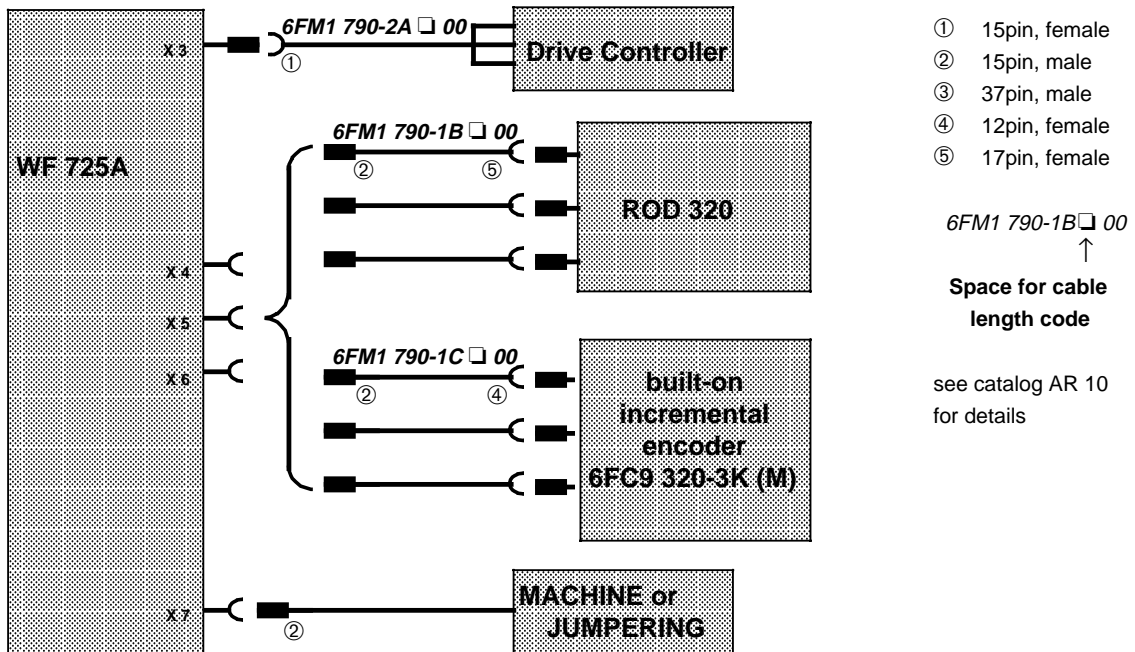 6FM1 790-2A ❏ 00
X 3
①
Drive Controller
WF 725A
6FM1 790-1B ❏ 00
②
⑤
ROD 320
X 4
X 5
X 6
6FM1 790-1C ❏ 00
②
④
built-on
incremental
encoder
6FC9 320-3K (M)
X 7
②
MACHINE or
JUMPERING
① 15pin, female
② 15pin, male
③ 37pin, male
④ 12pin, female
⑤ 17pin, female
6FM1 790-1B❏ 00
↑
Space for cable
length code
see catalog AR 10
for details